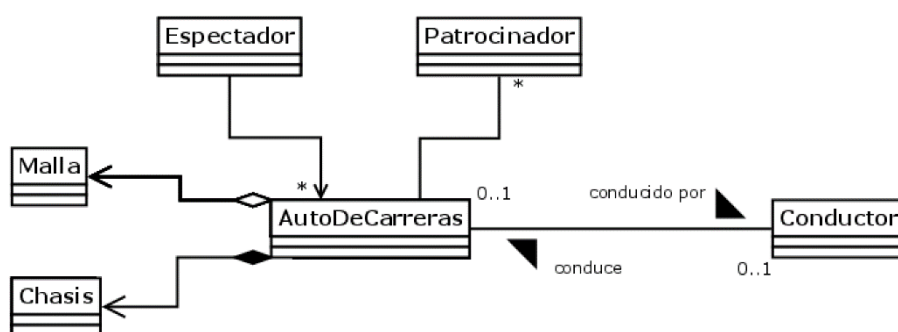 Espectador
Patrocinador
*
Malla
*
0..1
conducido por
AutoDeCarreras
Conductor
conduce
0..1
Chasis